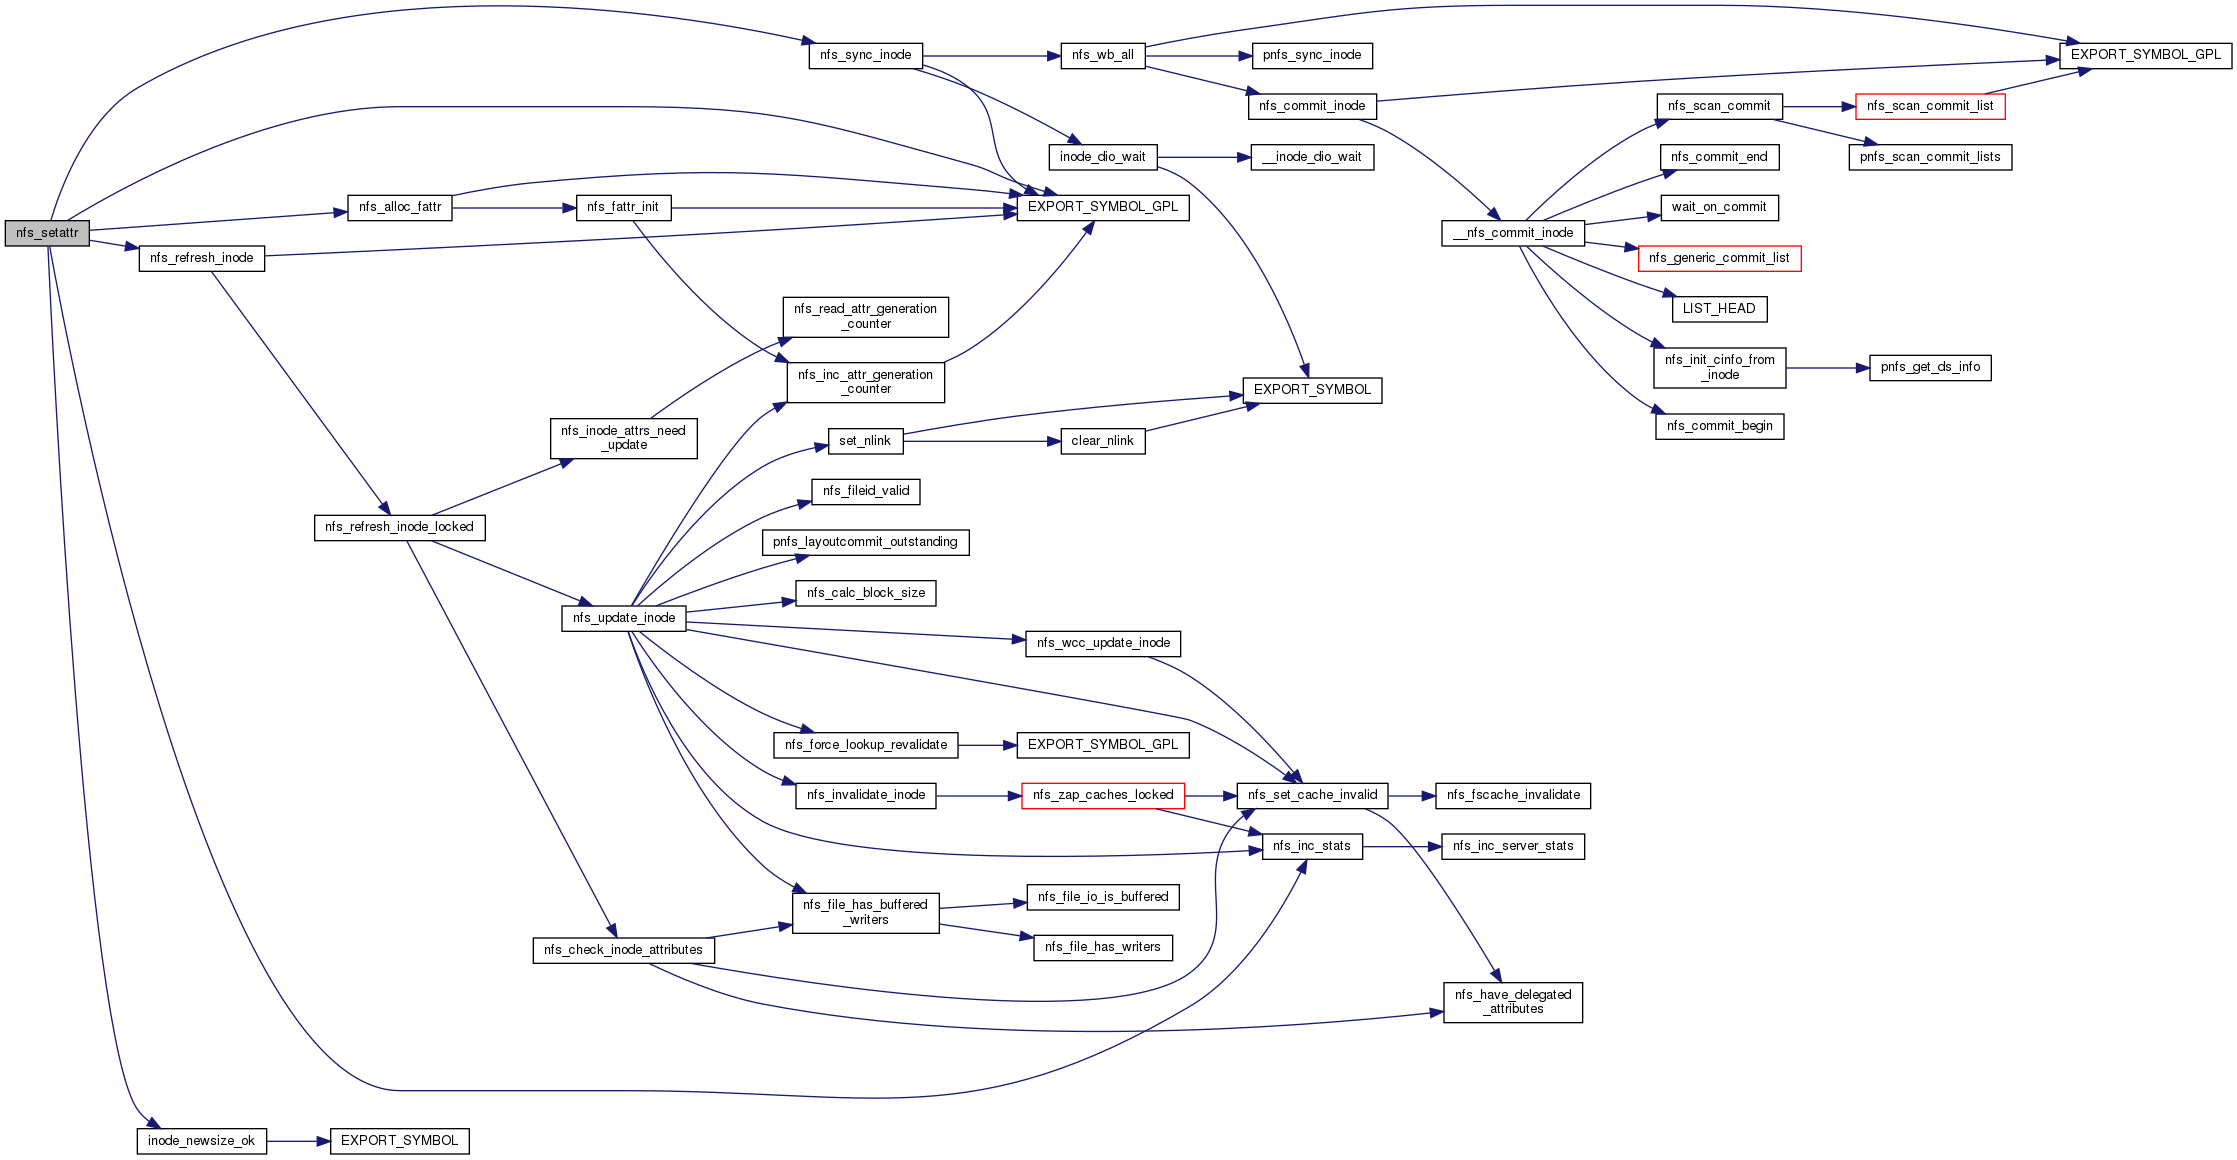 nfs_setattr
nfs_sync_inode
nfs_wb_all
pnfs_sync_inode
EXPORT_SYMBOL_GPL
nfs_commit_inode
nfs_scan_commit
nfs_scan_commit_list
inode_dio_wait
__inode_dio_wait
nfs_commit_end
pnfs_scan_commit_lists
nfs_alloc_fattr
nfs_fattr_init
EXPORT_SYMBOL_GPL
wait_on_commit
__nfs_commit_inode
nfs_refresh_inode
nfs_generic_commit_list
LIST_HEAD
nfs_read_attr_generation
_counter
nfs_init_cinfo_from
_inode
pnfs_get_ds_info
nfs_inc_attr_generation
_counter
EXPORT_SYMBOL
nfs_commit_begin
nfs_inode_attrs_need
_update
set_nlink
clear_nlink
nfs_fileid_valid
nfs_refresh_inode_locked
pnfs_layoutcommit_outstanding
nfs_calc_block_size
nfs_update_inode
nfs_wcc_update_inode
nfs_force_lookup_revalidate
EXPORT_SYMBOL_GPL
nfs_invalidate_inode
nfs_zap_caches_locked
nfs_set_cache_invalid
nfs_fscache_invalidate
nfs_inc_stats
nfs_inc_server_stats
nfs_file_has_buffered
_writers
nfs_file_io_is_buffered
nfs_file_has_writers
nfs_check_inode_attributes
nfs_have_delegated
_attributes
inode_newsize_ok
EXPORT_SYMBOL